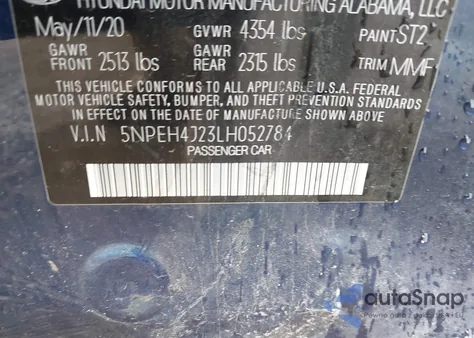 HYUNDAI MOTOR MANUFACTURING ALABAMA, LLC
May/11/20 GVWR 4354 lbs PAINT ST2
GAWR FRONT 2513 lbs GAWR REAR 2315 lbs TRIM MMF
THIS VEHICLE CONFORMS TO ALL APPLICABLE U.S.A. FEDERAL
MOTOR VEHICLE SAFETY, BUMPER, AND THEFT PREVENTION STANDARDS
IN EFFECT ON THE DATE OF MANUFACTURE SHOWN ABOVE.
V.I.N 5NPEH4J23LH052784
PASSENGER CAR
autoSnap